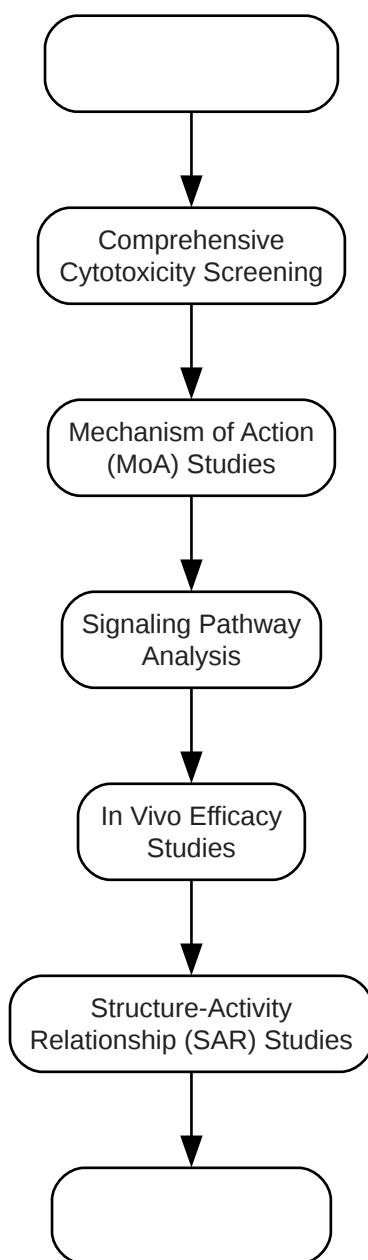 Comprehensive
Cytotoxicity Screening
Mechanism of Action
(MoA) Studies
Signaling Pathway
Analysis
In Vivo Efficacy
Studies
Structure-Activity
Relationship (SAR) Studies